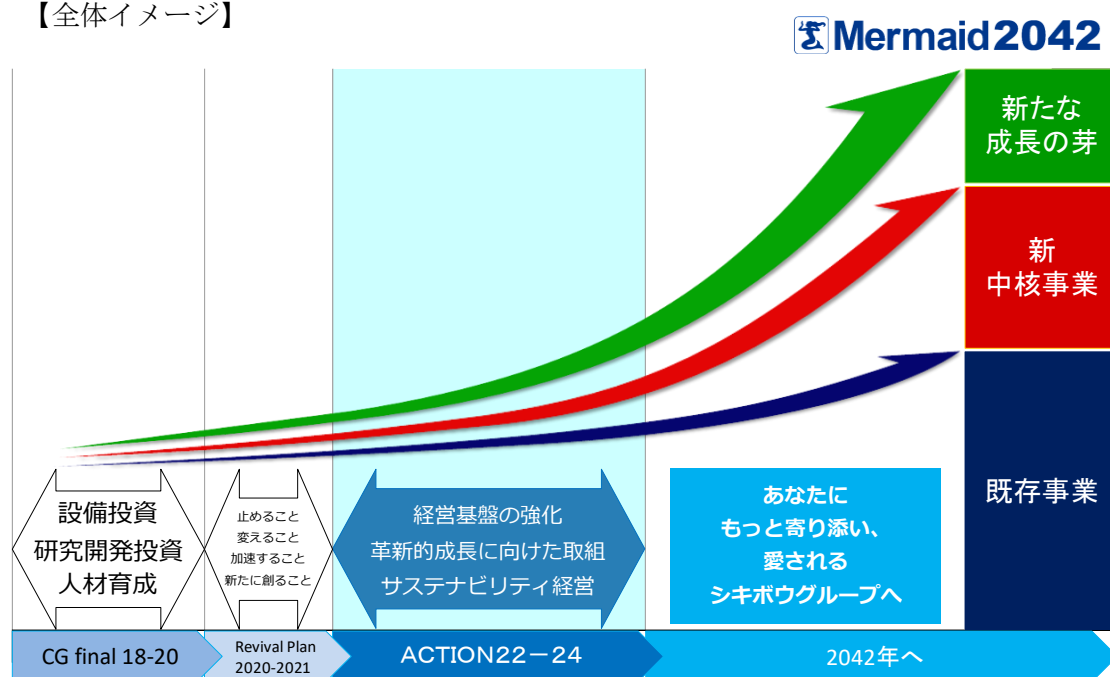 【全体イメージ】
Mermaid2042
新たな
成長の芽
新
中核事業
既存事業
設備投資
研究開発投資
人材育成
止めること
変えること
加速すること
新たに創ること
経営基盤の強化
革新的成長に向けた取組
サステナビリティ経営
あなたに
もっと寄り添い、
愛される
シキボウグループへ
CG final 18-20
Revival Plan
2020-2021
ACTION22－24
2042年へ